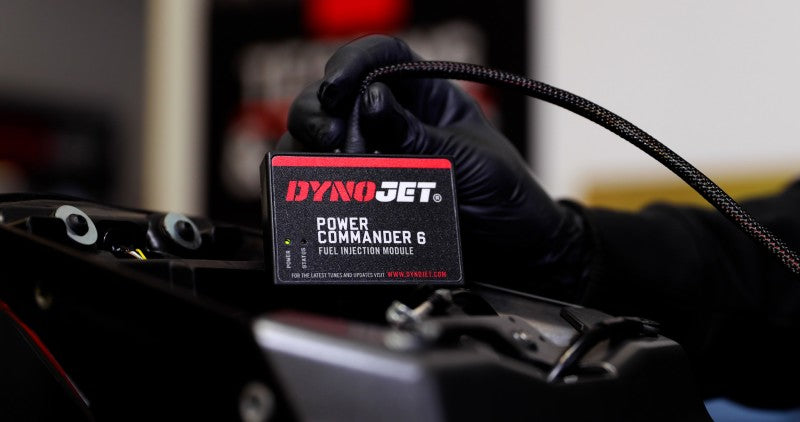 DYNOJET®
POWER
COMMANDER 6
FUEL INJECTION MODULE
POWER
STATUS
FOR THE LATEST TUNES AND UPDATES VISIT WWW.DYNOJET.COM